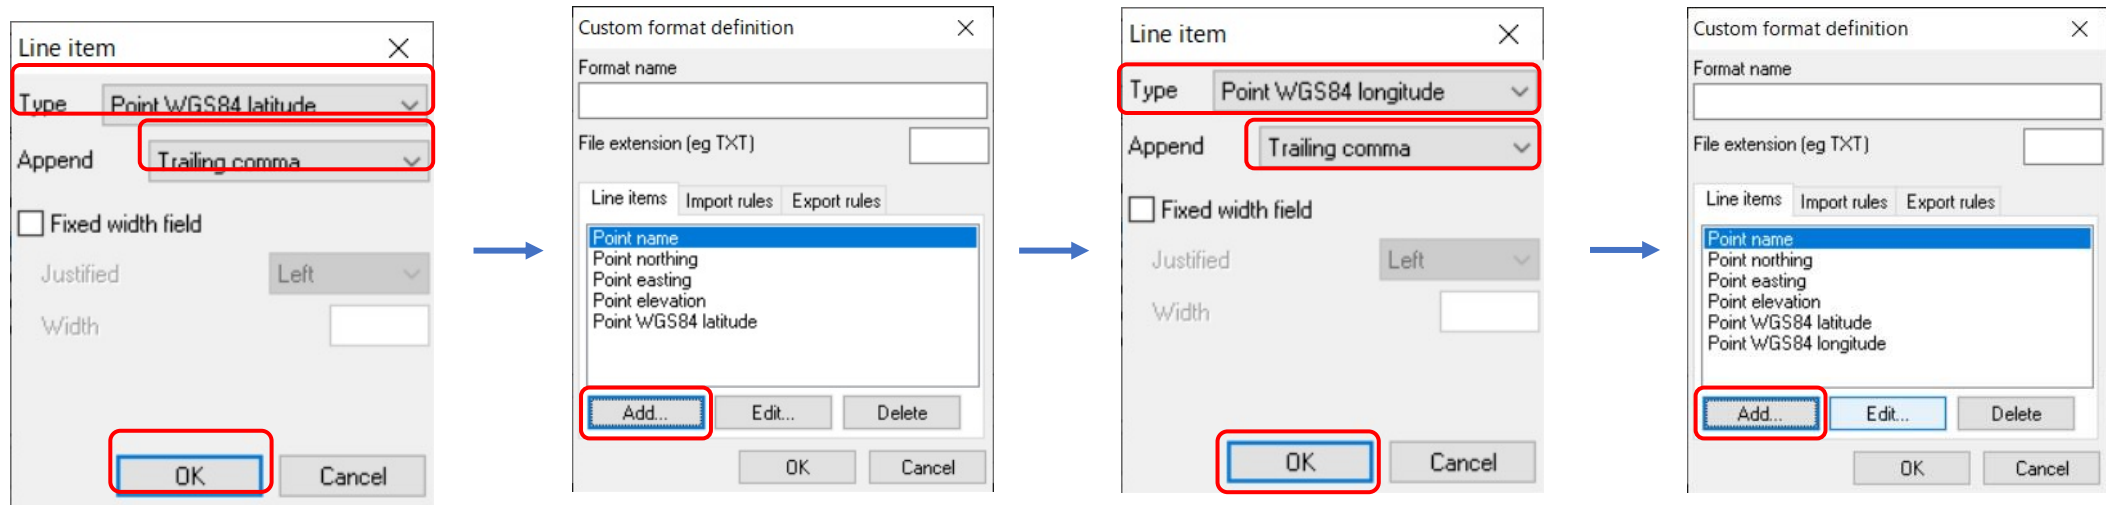 Line item
Type Point WGS84 latitude
Append Trailing comma
Fixed width field
Justified Left
Width
OK Cancel
Custom format definition
Format name
File extension (eg TXT)
Line items Import rules Export rules
Point name
Point northing
Point easting
Point elevation
Point WGS84 latitude
Add... Edit... Delete
OK Cancel
Line item
Type Point WGS84 longitude
Append Trailing comma
Fixed width field
Justified Left
Width
OK Cancel
Custom format definition
Format name
File extension (eg TXT)
Line items Import rules Export rules
Point name
Point northing
Point easting
Point elevation
Point WGS84 latitude
Point WGS84 longitude
Add... Edit... Delete
OK Cancel